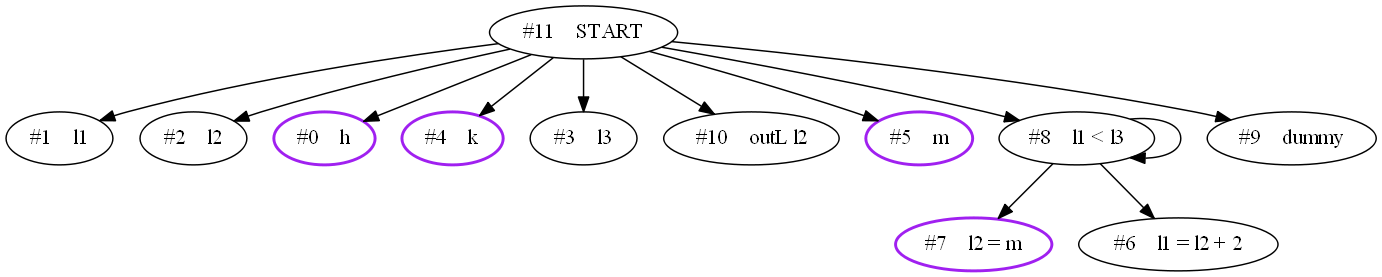 #11 START
#1 l1
#2 l2
#0 h
#4 k
#3 l3
#10 outL l2
#5 m
#8 l1 < l3
#9 dummy
#7 l2 = m
#6 l1 = l2 + 2